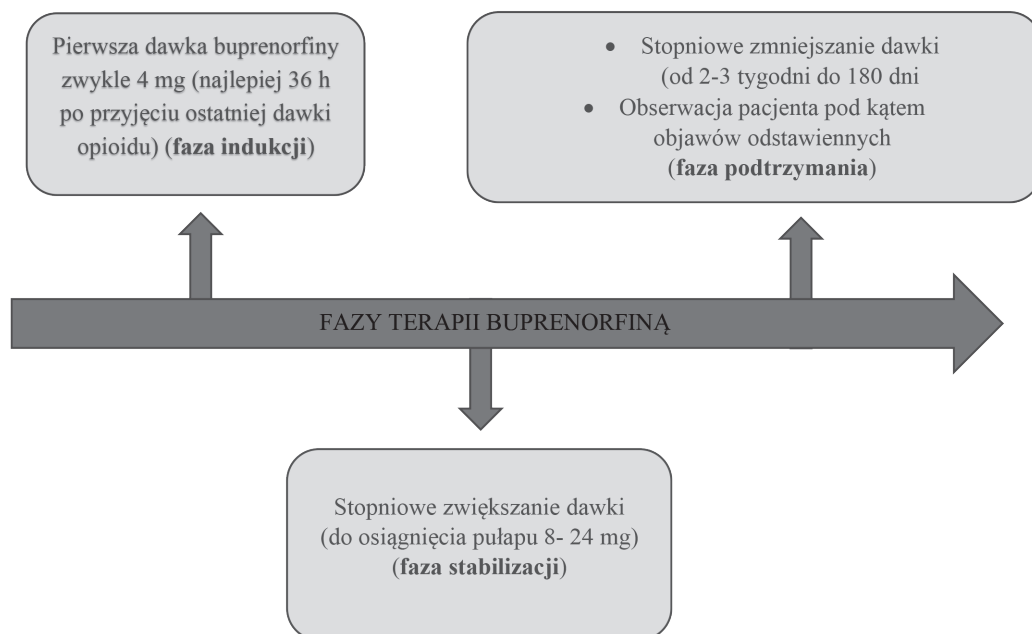 Pierwsza dawka buprenorfiny
zwykle 4 mg (najlepiej 36 h
po przyjęciu ostatniej dawki
opioidu) (faza indukcji)
• Stopniowe zmniejszanie dawki
(od 2-3 tygodni do 180 dni
• Obserwacja pacjenta pod kątem
objawów odstawiennych
(faza podtrzymania)
FAZY TERAPII BUPRENORFINĄ
Stopniowe zwiększanie dawki
(do osiągnięcia pułapu 8- 24 mg)
(faza stabilizacji)